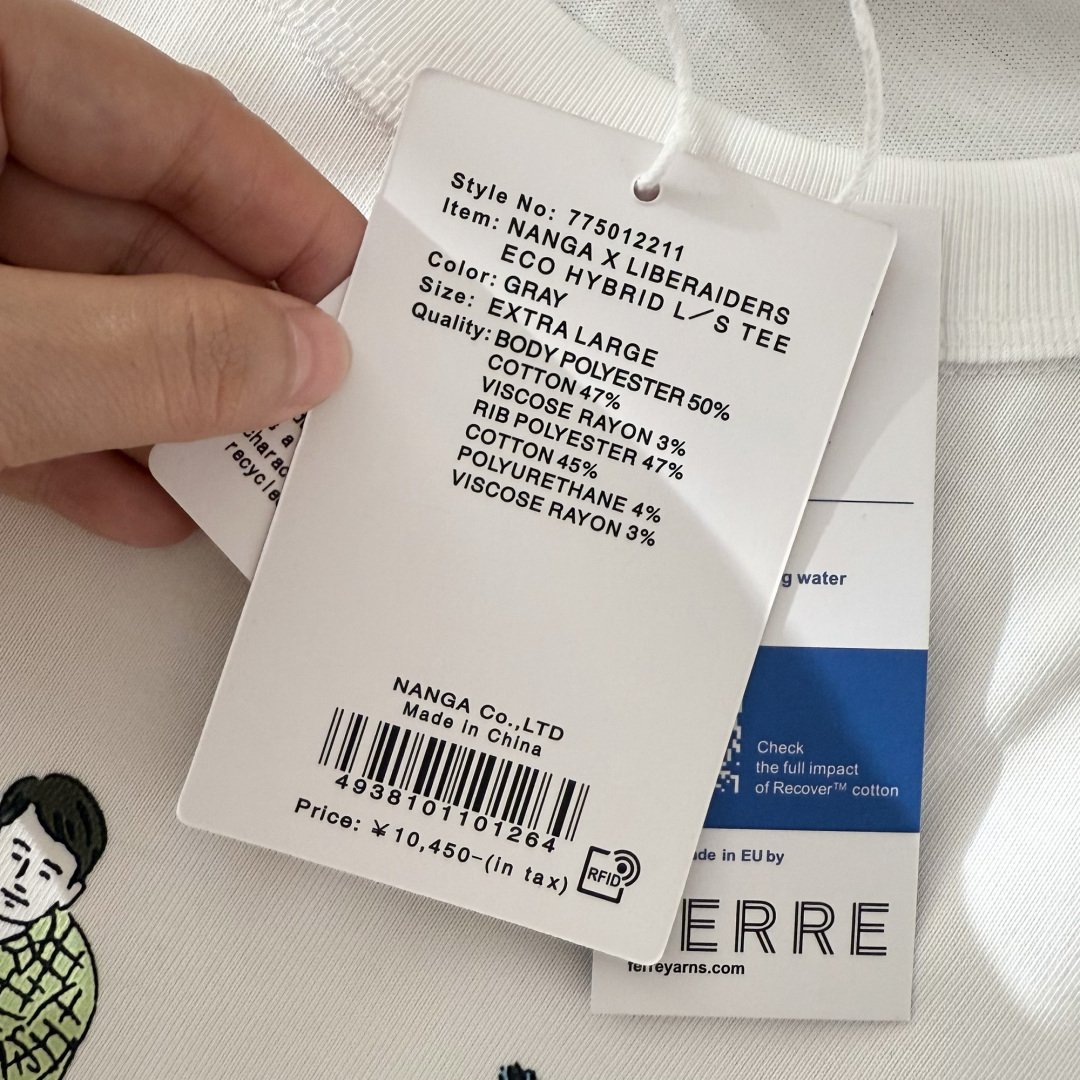 Style No: 775012211
Item: NANGA X LIBERAIDERS
ECO HYBRID L／S TEE
Color: GRAY
Size: EXTRA LARGE
Quality: BODY POLYESTER 50%
COTTON 47%
VISCOSE RAYON 3%
RIB POLYESTER 47%
COTTON 45%
POLYURETHANE 4%
VISCOSE RAYON 3%
NANGA Co.,LTD
Made in China
4938101101264
Price: ¥10,450-(in tax)
RFID
a
water
Check
the full impact
of Recover™ cotton
in EU by
ERRE
ferreyarns.com